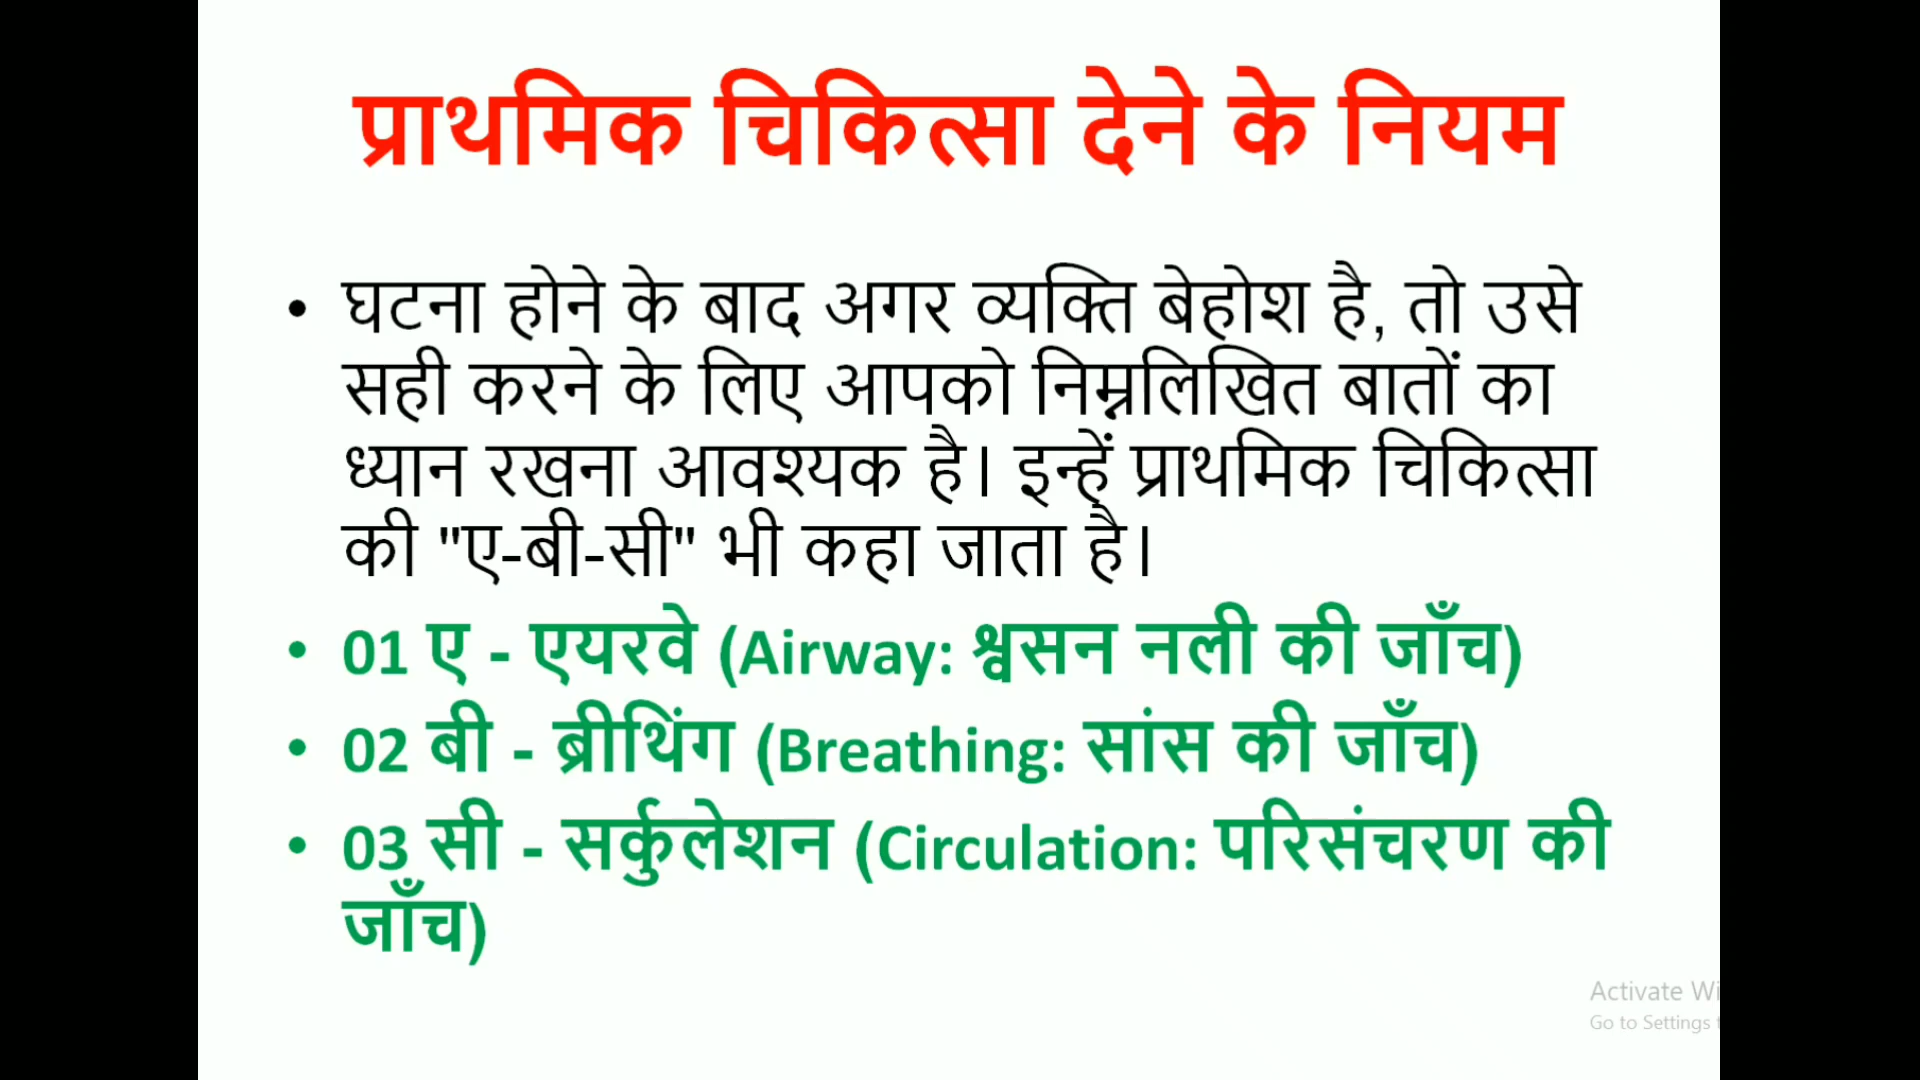 प्राथमिक चिकित्सा देने के नियम
• घटना होने के बाद अगर व्यक्ति बेहोश है, तो उसे
सही करने के लिए आपको निम्नलिखित बातों का
ध्यान रखना आवश्यक है। इन्हें प्राथमिक चिकित्सा
की "ए-बी-सी" भी कहा जाता है।
• 01 ए - एयरवे (Airway: श्वसन नली की जाँच)
• 02 बी - ब्रीथिंग (Breathing: सांस की जाँच)
• 03 सी - सर्कुलेशन (Circulation: परिसंचरण की
जाँच)
Activate
Go to Settings